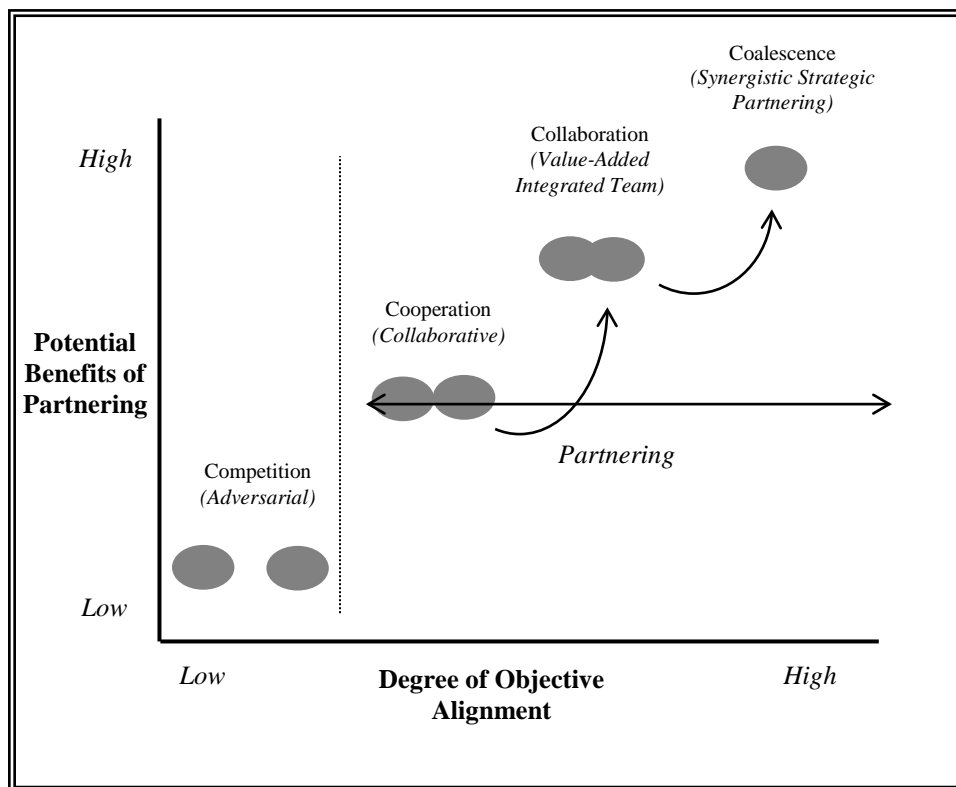 Coalescence
(Synergistic Strategic
Partnering)
Collaboration
(Value-Added
Integrated Team)
High
Cooperation
(Collaborative)
Potential
Benefits of
Partnering
Partnering
Competition
(Adversarial)
Low
Low
Degree of Objective
Alignment
High